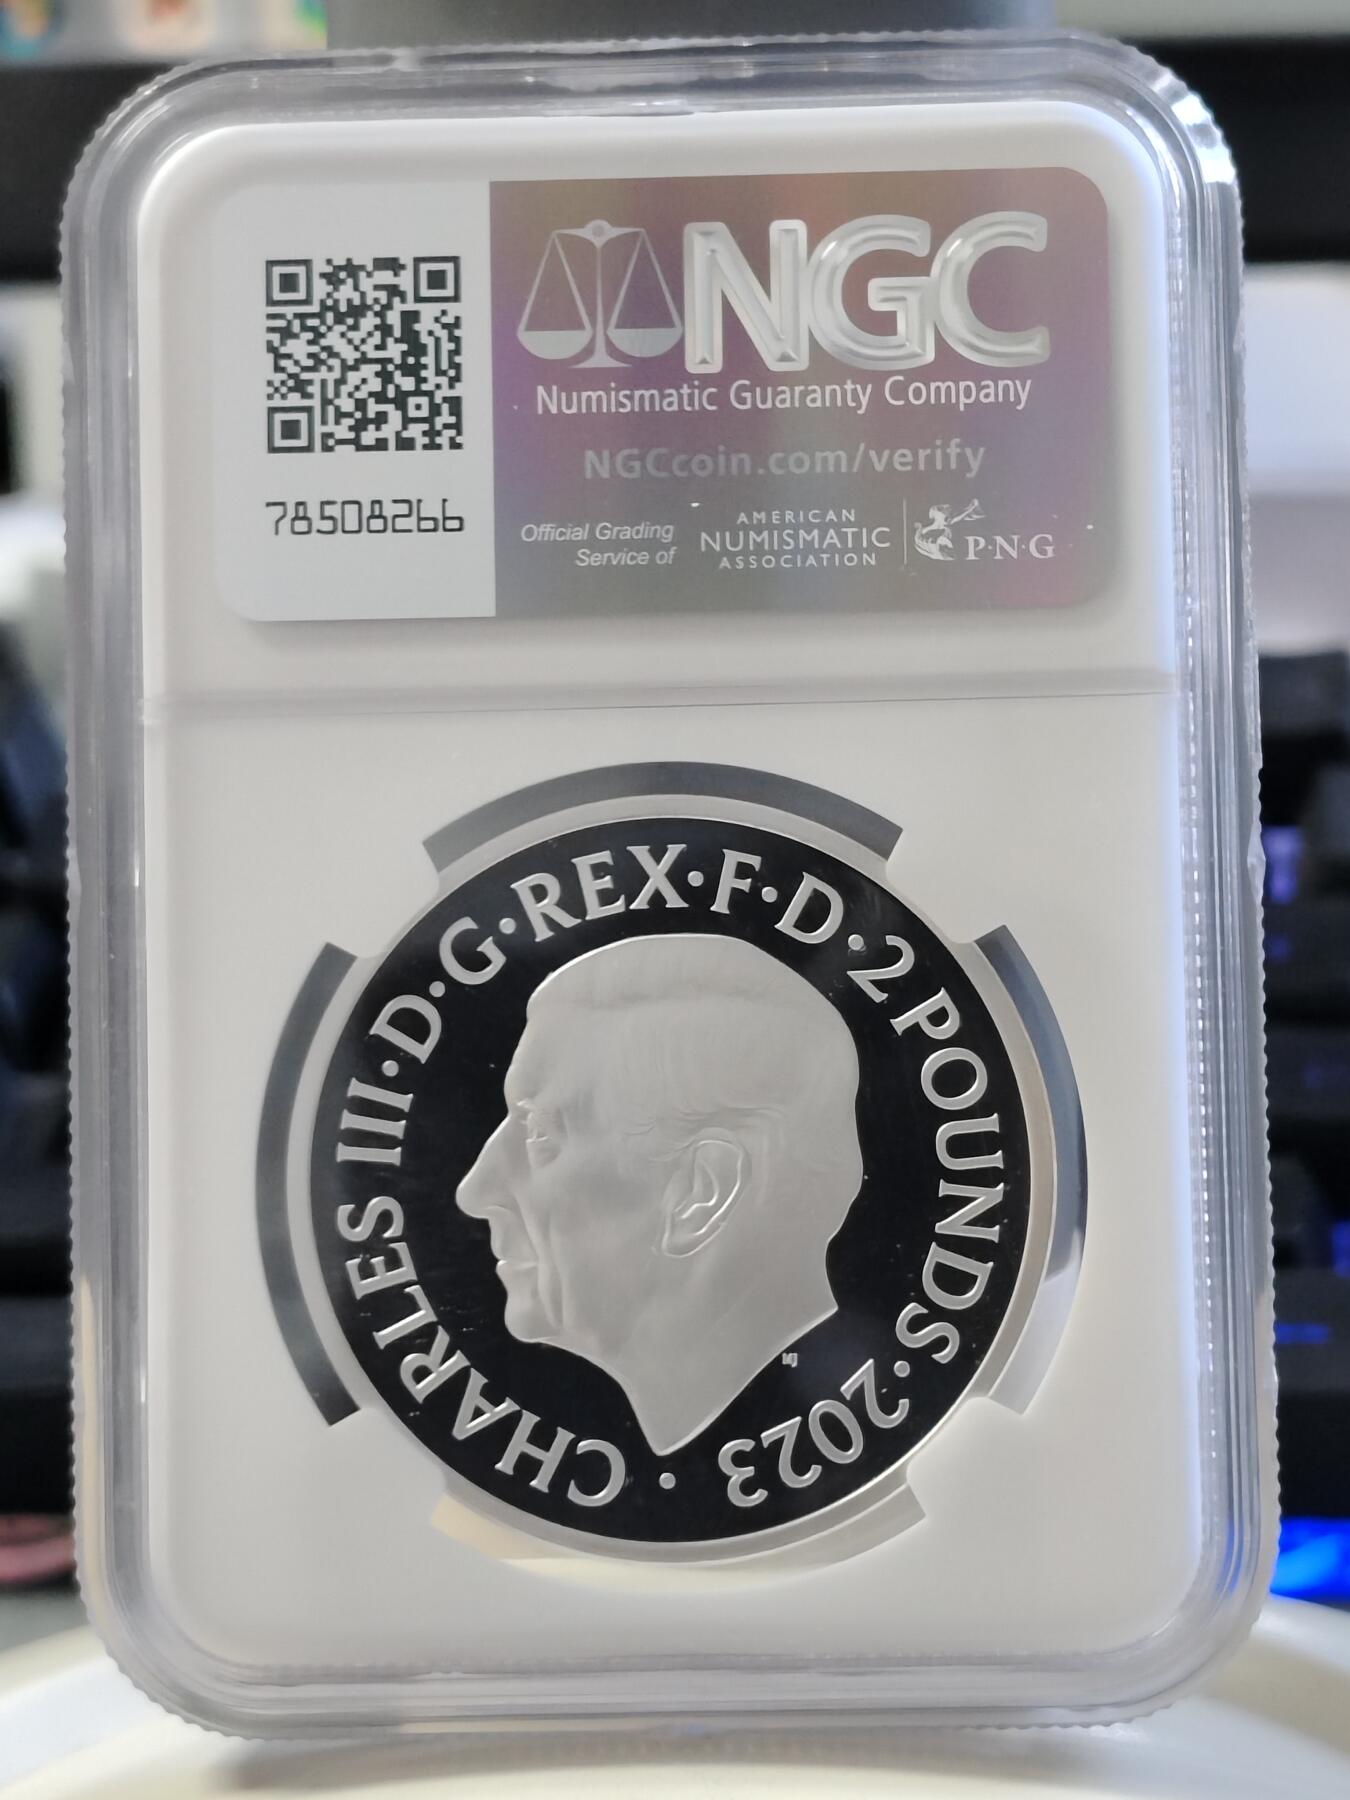 NGC
Numismatic Guaranty Company
NGCcoin.com/verify
78508266
Official Grading
Service of
AMERICAN
NUMISMATIC
ASSOCIATION
P·N·G
CHARLES III·D·G·REX·F·D·2 POUNDS·2023·
MJ